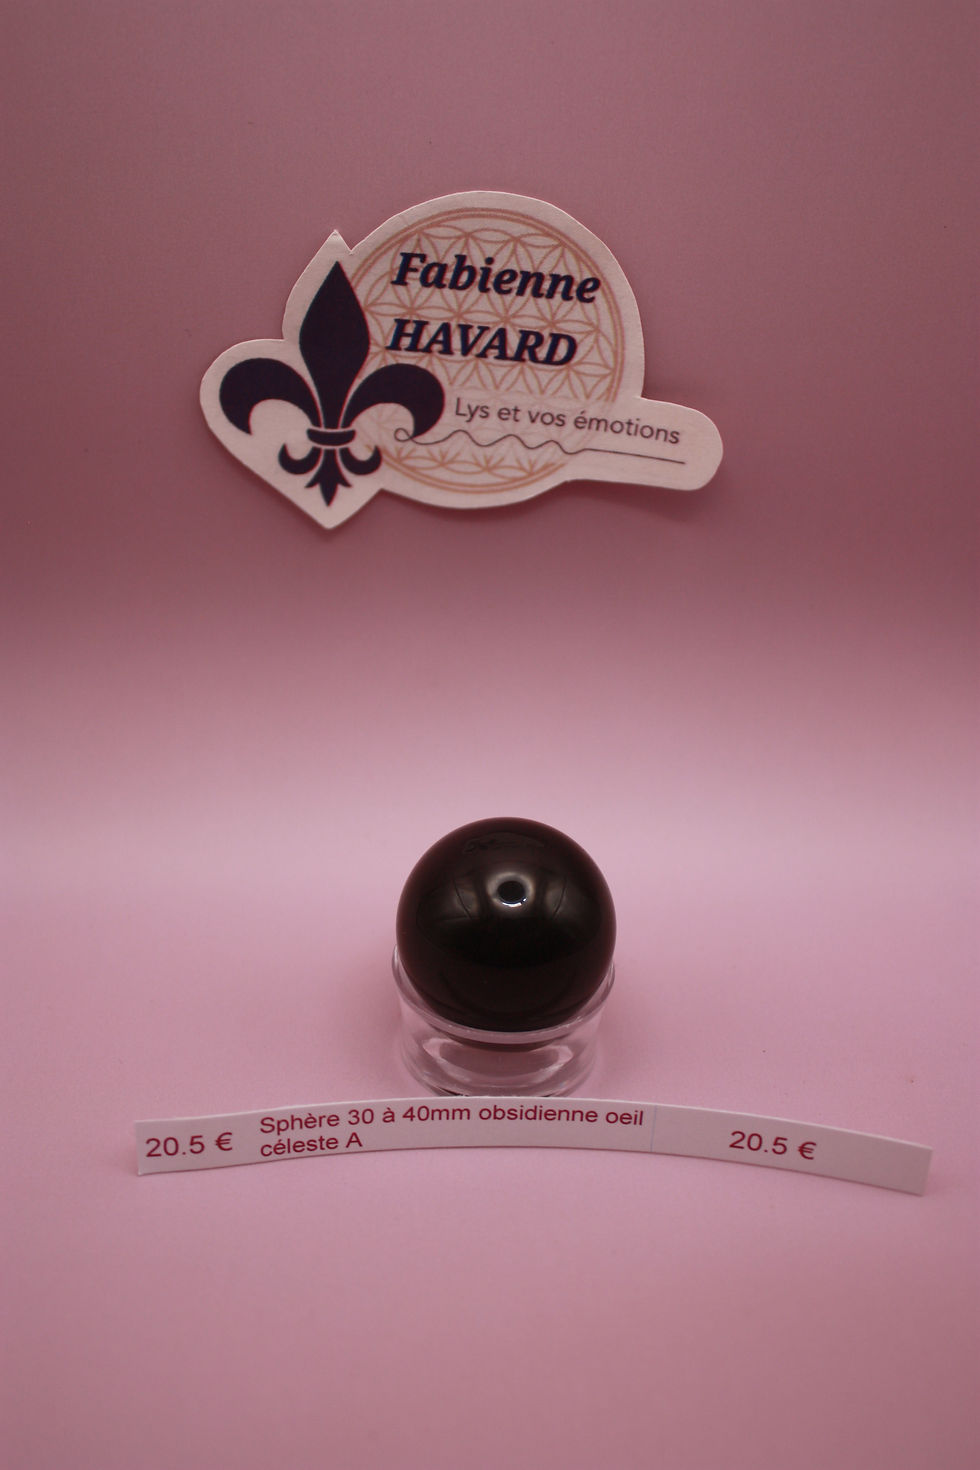 Fabienne
HAVARD
Lys et vos émotions
20.5 €
Sphère 30 à 40mm obsidienne oeil
céleste A
20.5 €